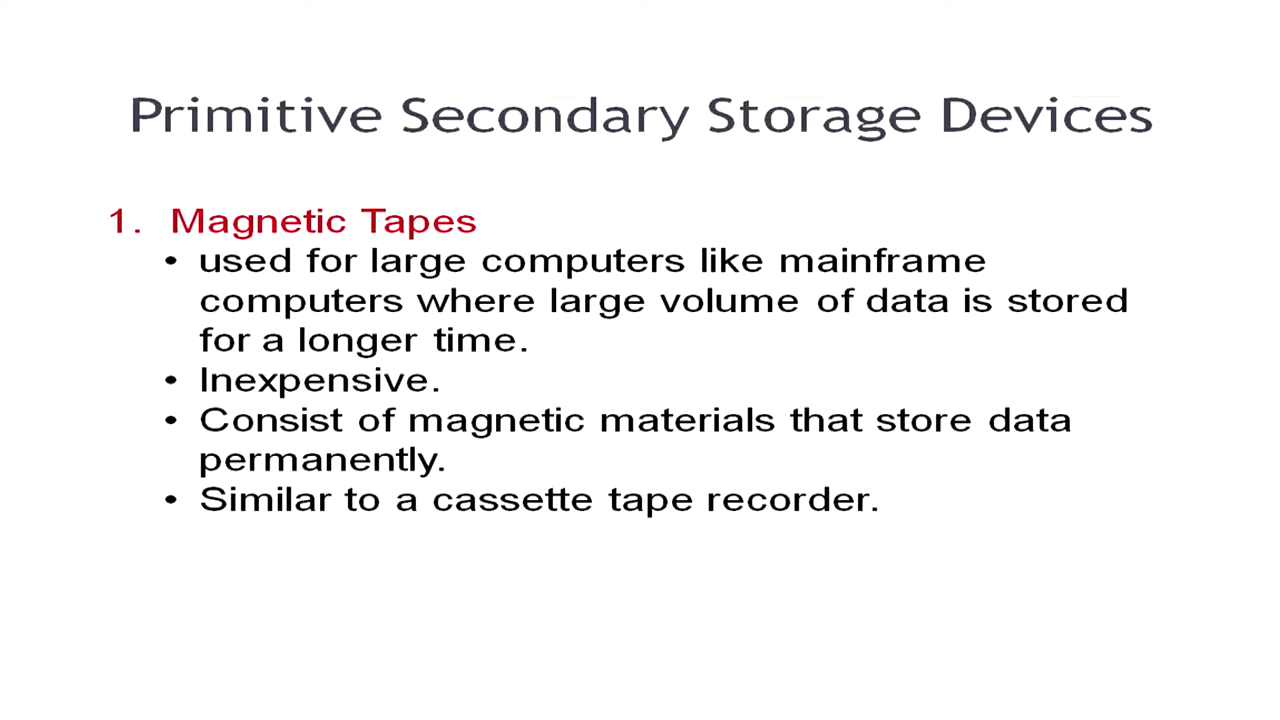 Primitive Secondary Storage Devices
1. Magnetic Tapes
• used for large computers like mainframe
computers where large volume of data is stored
for a longer time.
• Inexpensive.
• Consist of magnetic materials that store data
permanently.
• Similar to a cassette tape recorder.